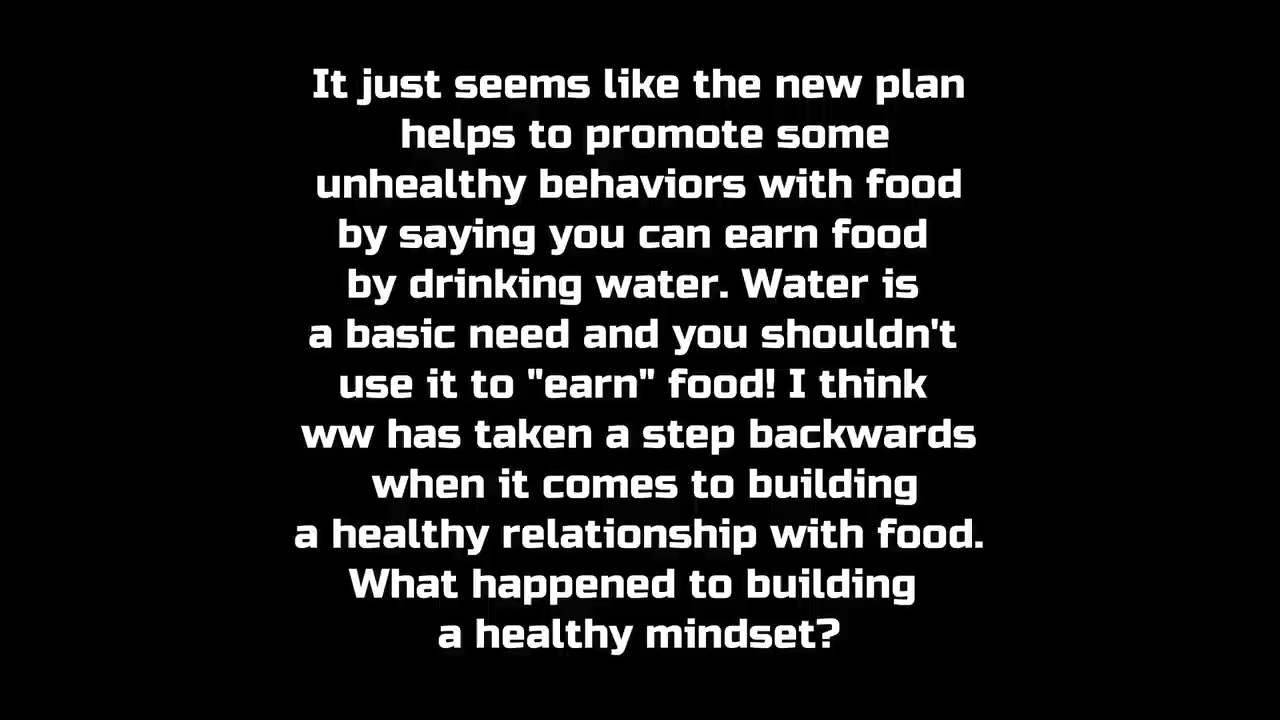 It just seems like the new plan
helps to promote some
unhealthy behaviors with food
by saying you can earn food
by drinking water. Water is
a basic need and you shouldn't
use it to "earn" food! I think
ww has taken a step backwards
when it comes to building
a healthy relationship with food.
What happened to building
a healthy mindset?